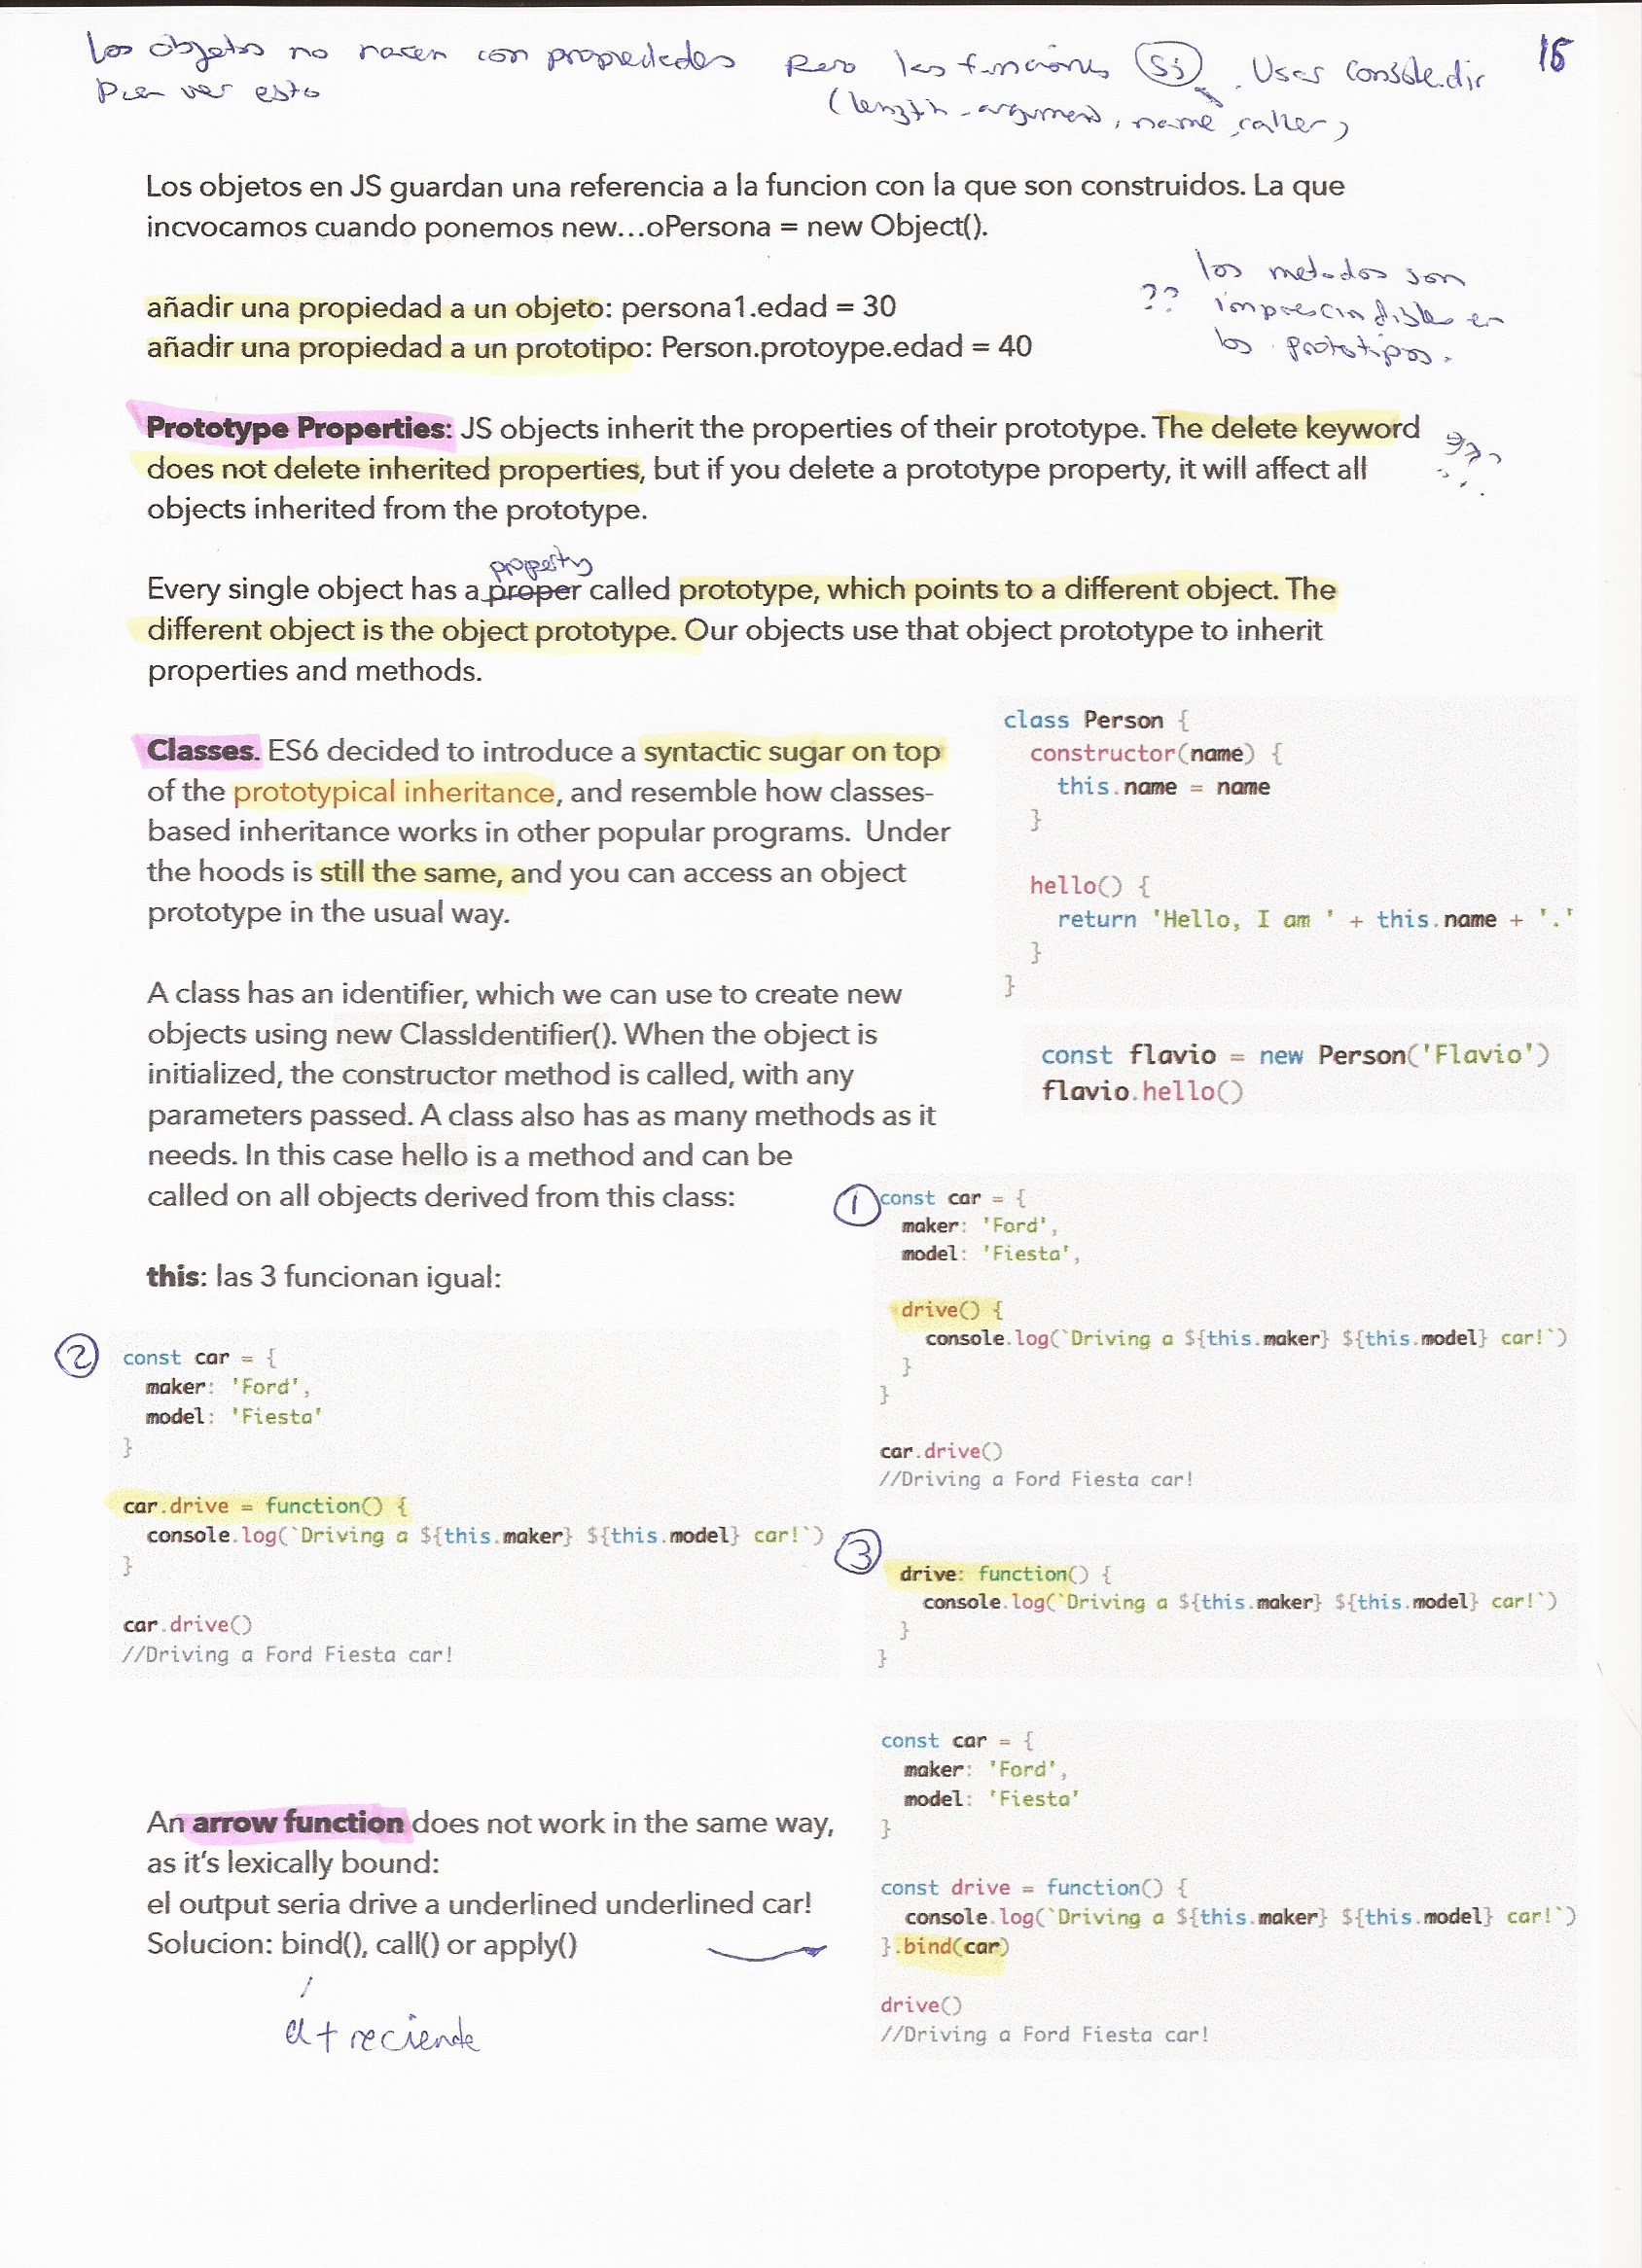 Los objetos no nacen con propiedades Pero las funciones Sí. Usar console.dir
para ver esto
(length, arguments, name, caller)
16
Los objetos en JS guardan una referencia a la funcion con la que son construidos. La que
incvocamos cuando ponemos new...oPersona = new Object().
añadir una propiedad a un objeto: persona1.edad = 30
añadir una propiedad a un prototipo: Person.protoype.edad = 40
?? los metodos son
imprescindibles en
los prototipos.
Prototype Properties: JS objects inherit the properties of their prototype. The delete keyword
does not delete inherited properties, but if you delete a prototype property, it will affect all
objects inherited from the prototype.
???
property
Every single object has a proper called prototype, which points to a different object. The
different object is the object prototype. Our objects use that object prototype to inherit
properties and methods.
Classes. ES6 decided to introduce a syntactic sugar on top
of the prototypical inheritance, and resemble how classes-
based inheritance works in other popular programs. Under
the hoods is still the same, and you can access an object
prototype in the usual way.
A class has an identifier, which we can use to create new
objects using new ClassIdentifier(). When the object is
initialized, the constructor method is called, with any
parameters passed. A class also has as many methods as it
needs. In this case hello is a method and can be
called on all objects derived from this class:
class Person {
constructor(name) {
this.name = name
}
hello() {
return 'Hello, I am ' + this.name + '.'
}
}
const flavio = new Person('Flavio')
flavio.hello()
this: las 3 funcionan igual:
1
const car = {
maker: 'Ford',
model: 'Fiesta',
drive() {
console.log(`Driving a ${this.maker} ${this.model} car!`)
}
}
car.drive()
//Driving a Ford Fiesta car!
2
const car = {
maker: 'Ford',
model: 'Fiesta'
}
car.drive = function() {
console.log(`Driving a ${this.maker} ${this.model} car!`)
}
car.drive()
//Driving a Ford Fiesta car!
3
drive: function() {
console.log(`Driving a ${this.maker} ${this.model} car!`)
}
}
An arrow function does not work in the same way,
as it's lexically bound:
el output seria drive a underlined underlined car!
Solucion: bind(), call() or apply()
el + reciende
const car = {
maker: 'Ford',
model: 'Fiesta'
}
const drive = function() {
console.log(`Driving a ${this.maker} ${this.model} car!`)
}.bind(car)
drive()
//Driving a Ford Fiesta car!